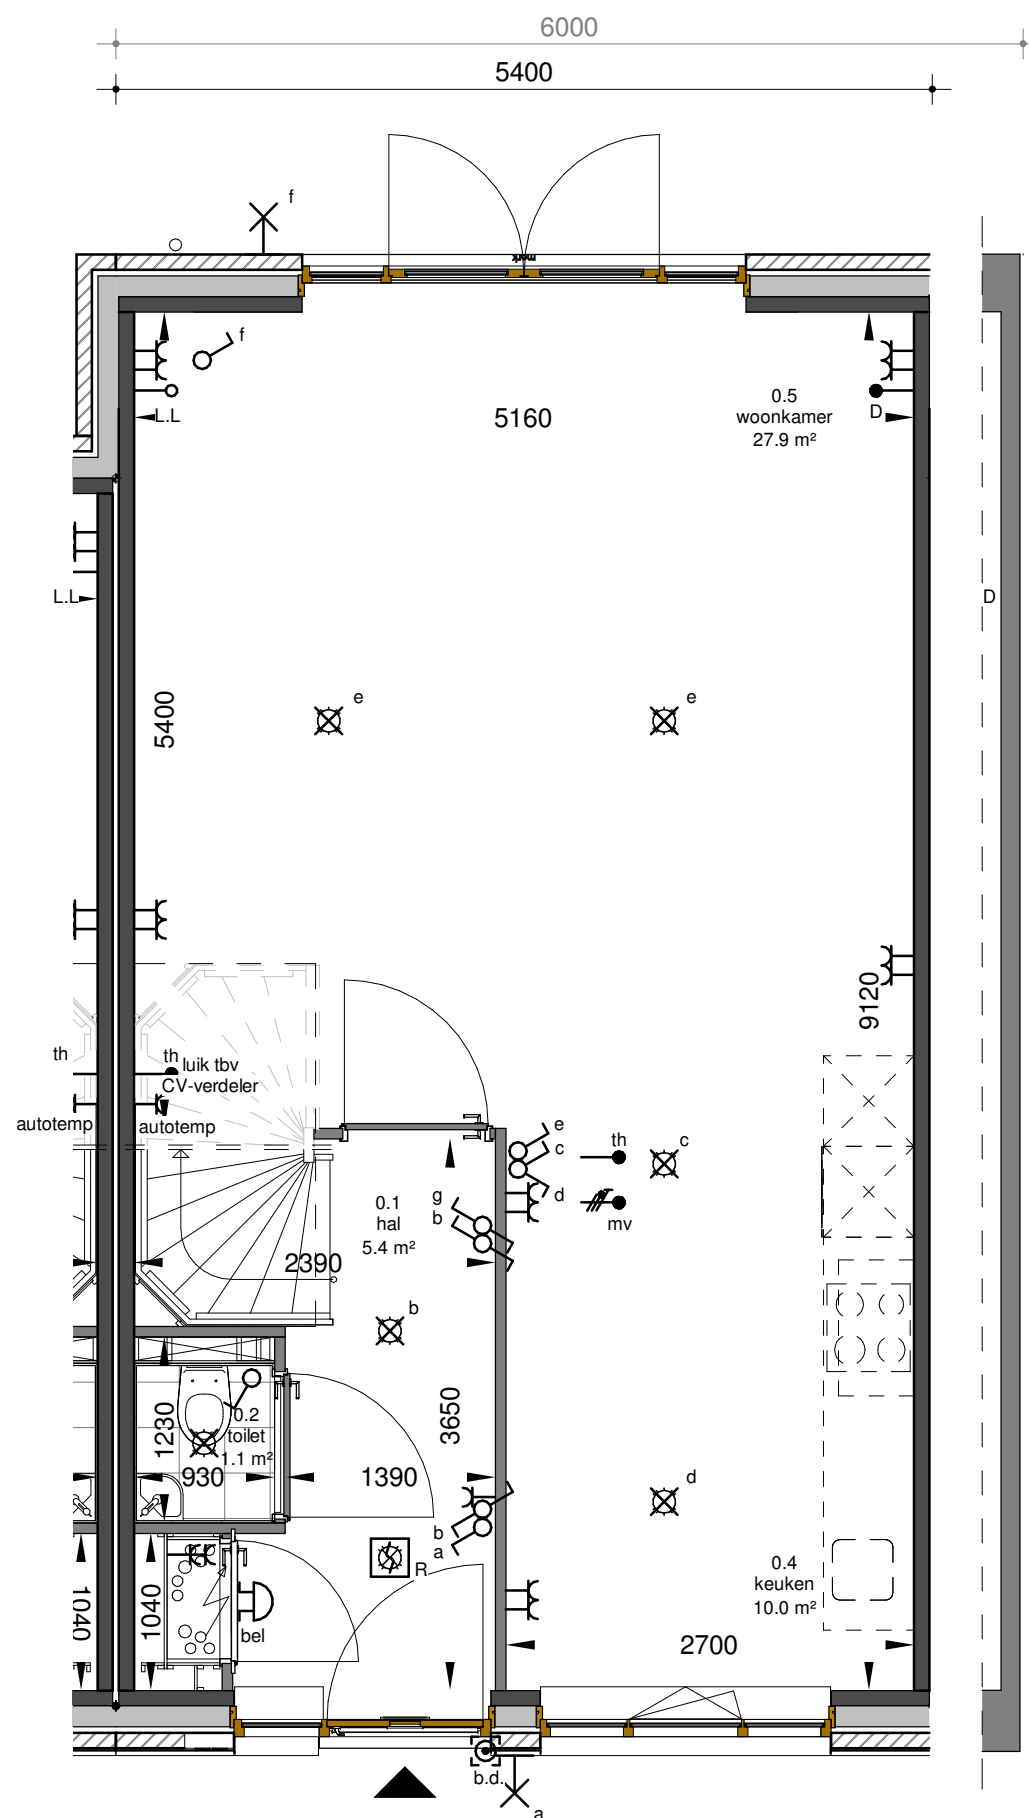 6000
5400
f
merk
f
L.L
5160
0.5
woonkamer
27.9 m²
D
L.L
D
e
e
5400
9120
th
th
luik tbv
CV-verdeler
autotemp
autotemp
e
c
d
th
c
mv
g
b
0.1
hal
5.4 m²
2390
b
3650
1230
0.2
toilet
1.1 m²
930
1390
d
b
a
R
0.4
keuken
10.0 m²
1040
1040
bel
2700
b.d.
a